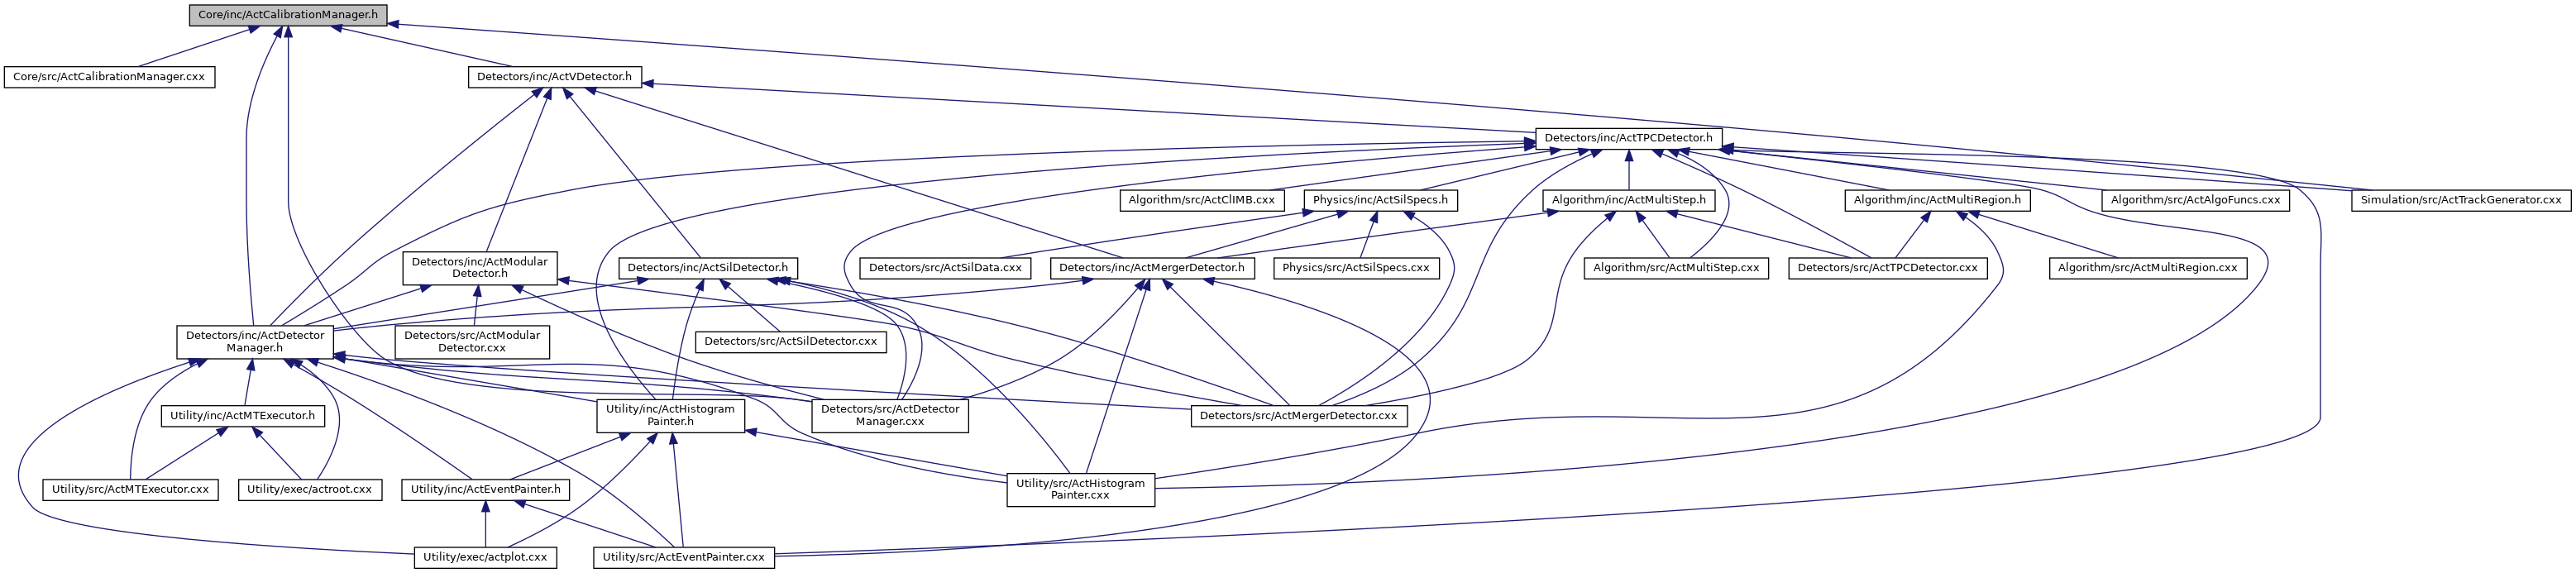 Core/inc/ActCalibrationManager.h
Core/src/ActCalibrationManager.cxx
Detectors/inc/ActVDetector.h
Detectors/inc/ActTPCDetector.h
Algorithm/src/ActClIMB.cxx
Physics/inc/ActSilSpecs.h
Algorithm/inc/ActMultiStep.h
Algorithm/inc/ActMultiRegion.h
Algorithm/src/ActAlgoFuncs.cxx
Simulation/src/ActTrackGenerator.cxx
Detectors/inc/ActModular
Detector.h
Detectors/inc/ActSilDetector.h
Detectors/src/ActSilData.cxx
Detectors/inc/ActMergerDetector.h
Physics/src/ActSilSpecs.cxx
Algorithm/src/ActMultiStep.cxx
Detectors/src/ActTPCDetector.cxx
Algorithm/src/ActMultiRegion.cxx
Detectors/inc/ActDetector
Manager.h
Detectors/src/ActModular
Detector.cxx
Detectors/src/ActSilDetector.cxx
Utility/inc/ActMTExecutor.h
Utility/inc/ActHistogram
Painter.h
Detectors/src/ActDetector
Manager.cxx
Detectors/src/ActMergerDetector.cxx
Utility/src/ActMTExecutor.cxx
Utility/exec/actroot.cxx
Utility/inc/ActEventPainter.h
Utility/src/ActHistogram
Painter.cxx
Utility/exec/actplot.cxx
Utility/src/ActEventPainter.cxx